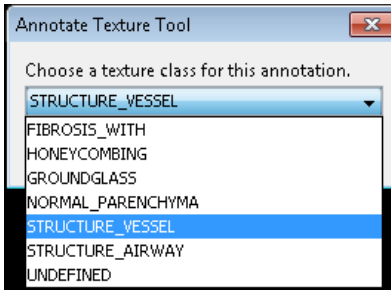 Annotate Texture Tool
Choose a texture class for this annotation.
STRUCTURE_VESSEL
FIBROSIS_WITH
HONEYCOMBING
GROUNDGLASS
NORMAL_PARENCHYMA
STRUCTURE_VESSEL
STRUCTURE_AIRWAY
UNDEFINED